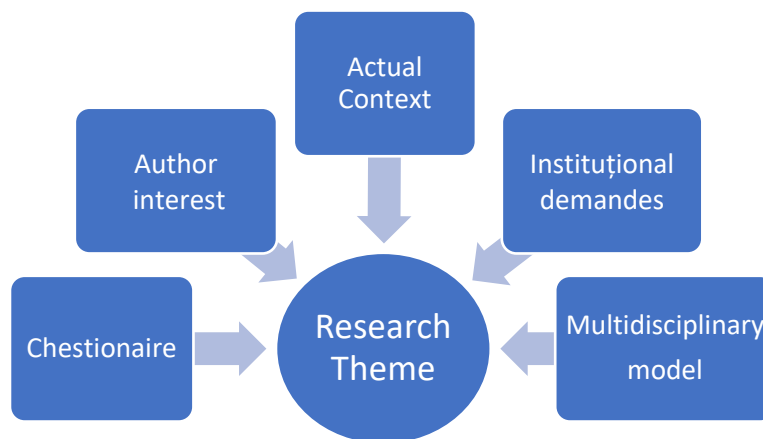 Actual
Context
Author
interest
Instituțional
demandes
Chestionaire
Research
Theme
Multidisciplinary
model